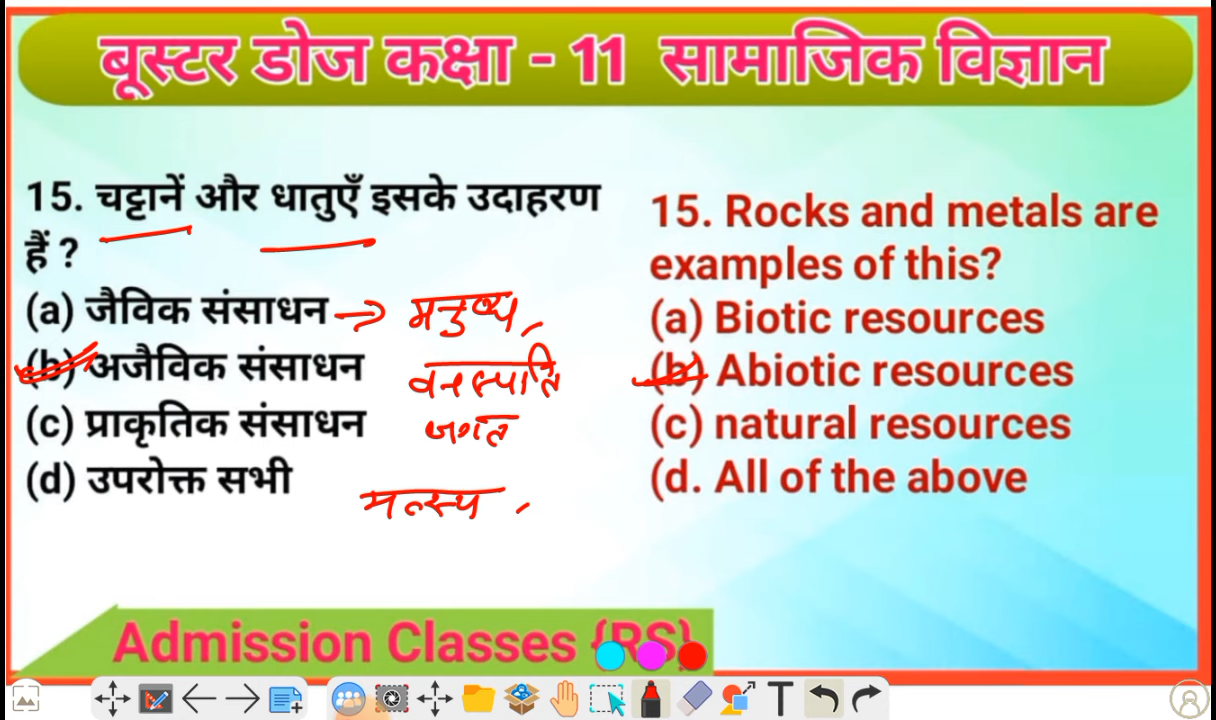 बूस्टर डोज कक्षा - 11 सामाजिक विज्ञान
15. चट्टानें और धातुएँ इसके उदाहरण
हैं ?
(a) जैविक संसाधन → मनुष्य,
(b) अजैविक संसाधन वनस्पति
(c) प्राकृतिक संसाधन जगत
(d) उपरोक्त सभी
मत्स्य ,
15. Rocks and metals are
examples of this?
(a) Biotic resources
(b) Abiotic resources
(c) natural resources
(d. All of the above
Admission Classes {RS}
T